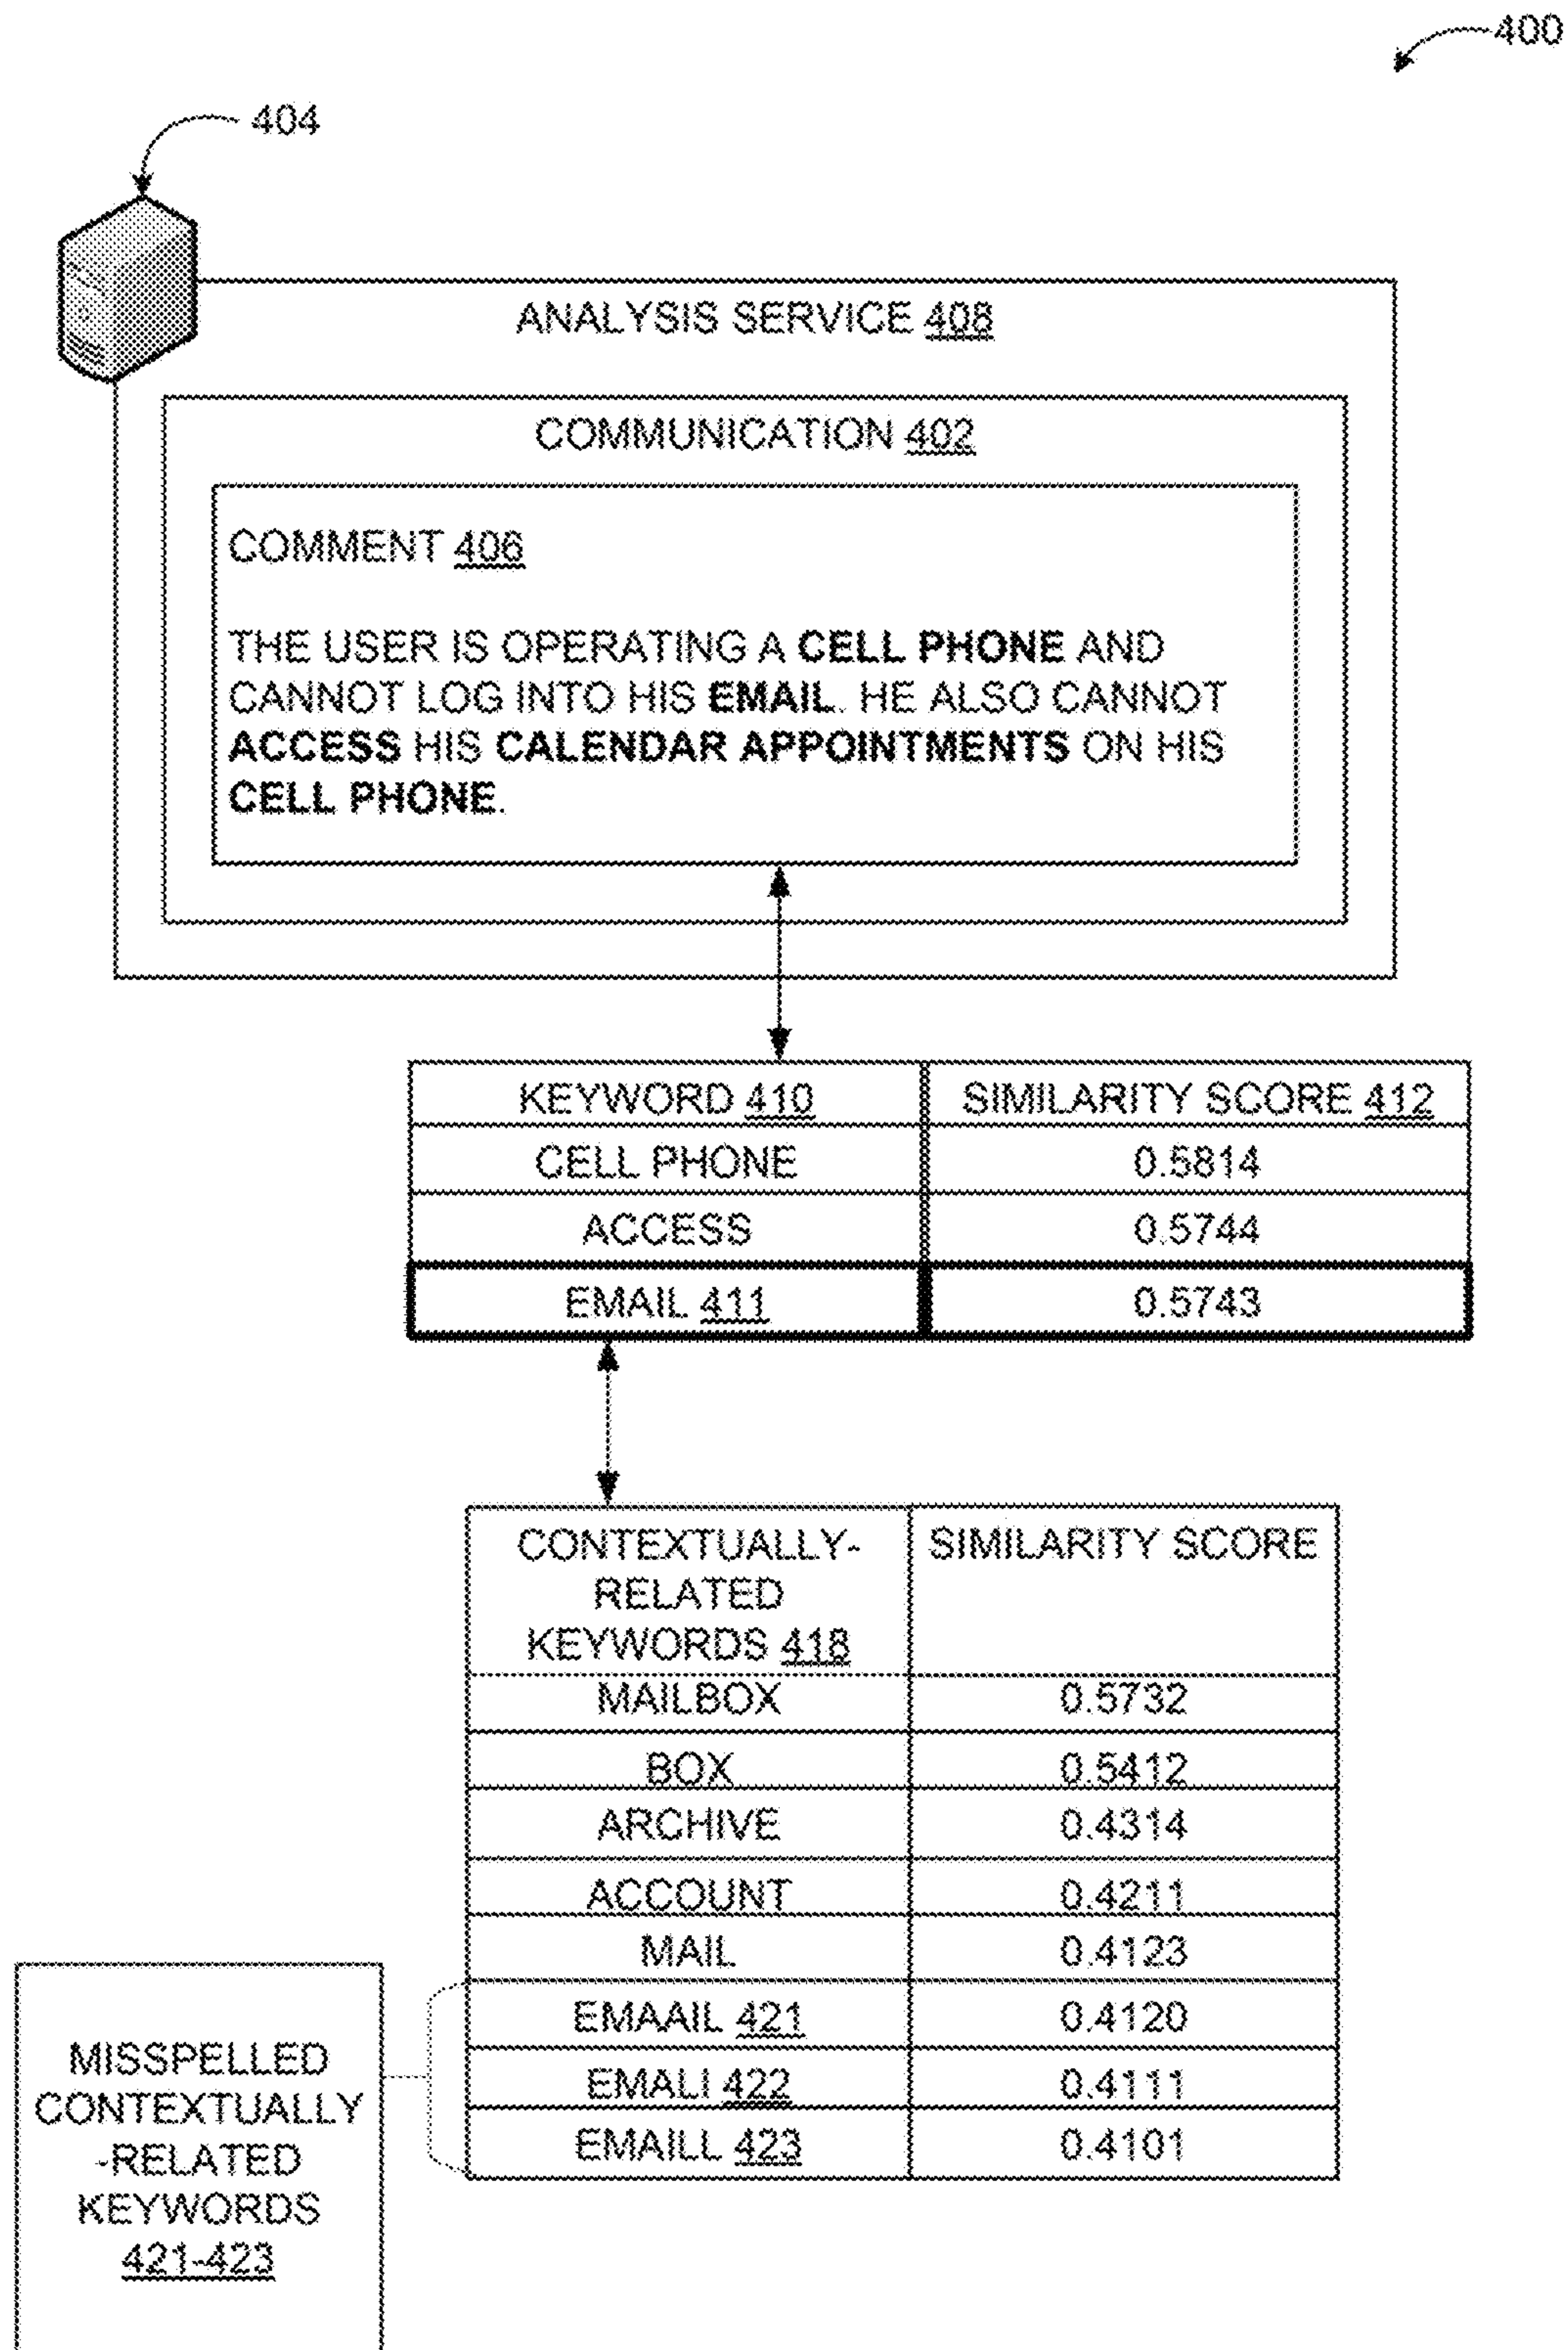 400
404
ANALYSIS SERVICE 408
COMMUNICATION 402
COMMENT 406
THE USER IS OPERATING A CELL PHONE AND
CANNOT LOG INTO HIS EMAIL. HE ALSO CANNOT
ACCESS HIS CALENDAR APPOINTMENTS ON HIS
CELL PHONE.
KEYWORD 410 SIMILARITY SCORE 412
CELL PHONE 0.5814
ACCESS 0.5744
EMAIL 411 0.5743
CONTEXTUALLY- SIMILARITY SCORE
RELATED
KEYWORDS 418
MAILBOX 0.5732
BOX 0.5412
ARCHIVE 0.4314
ACCOUNT 0.4211
MAIL 0.4123
EMAAIL 421 0.4120
EMALI 422 0.4111
EMAILL 423 0.4101
MISSPELLED
CONTEXTUALLY
-RELATED
KEYWORDS
421-423